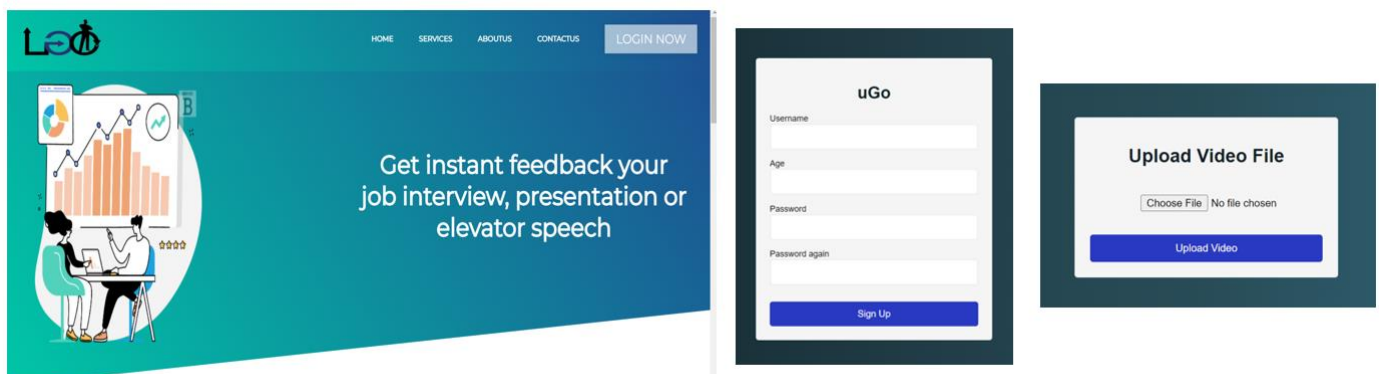 HOME SERVICES ABOUTUS CONTACTUS LOGIN NOW
B
Get instant feedback your
job interview, presentation or
elevator speech
uGo
Username
Age
Password
Password again
Sign Up
Upload Video File
Choose File No file chosen
Upload Video